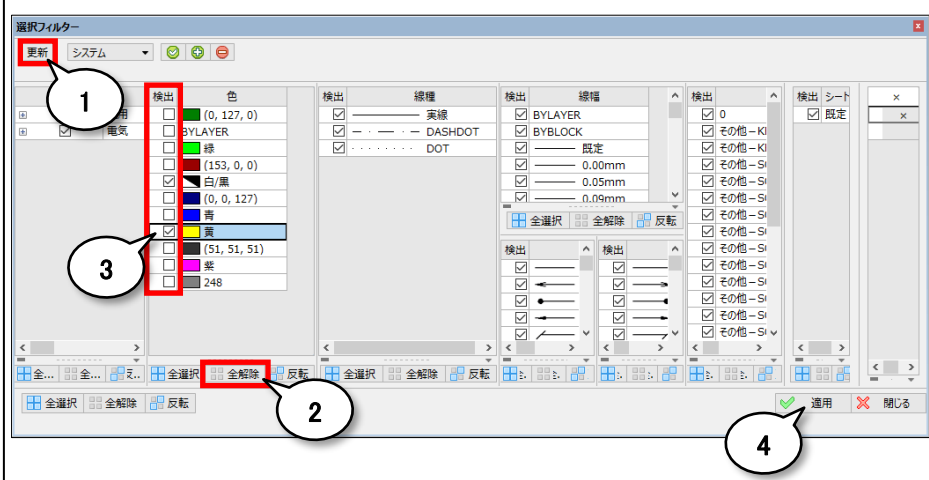 選択フィルター
更新 システム
1
検出 色
検出 線種
検出 線幅
検出
検出 シート
×
用
電気
(0, 127, 0)
BYLAYER
緑
(153, 0, 0)
白/黒
(0, 0, 127)
青
黄
(51, 51, 51)
紫
248
実線
DASHDOT
DOT
BYLAYER
BYBLOCK
既定
0.00mm
0.05mm
0.09mm
全選択 全解除 反転
検出 検出
0
その他－KI
その他－KI
その他－S
その他－S
その他－S
その他－S
その他－S
その他－S
その他－S
その他－S
その他－S
その他－S
その他－S
既定
×
3
全... 全... 反..
全選択 全解除 反転
全選択 全解除 反転
全選択 全解除 反転
2
適用 閉じる
4